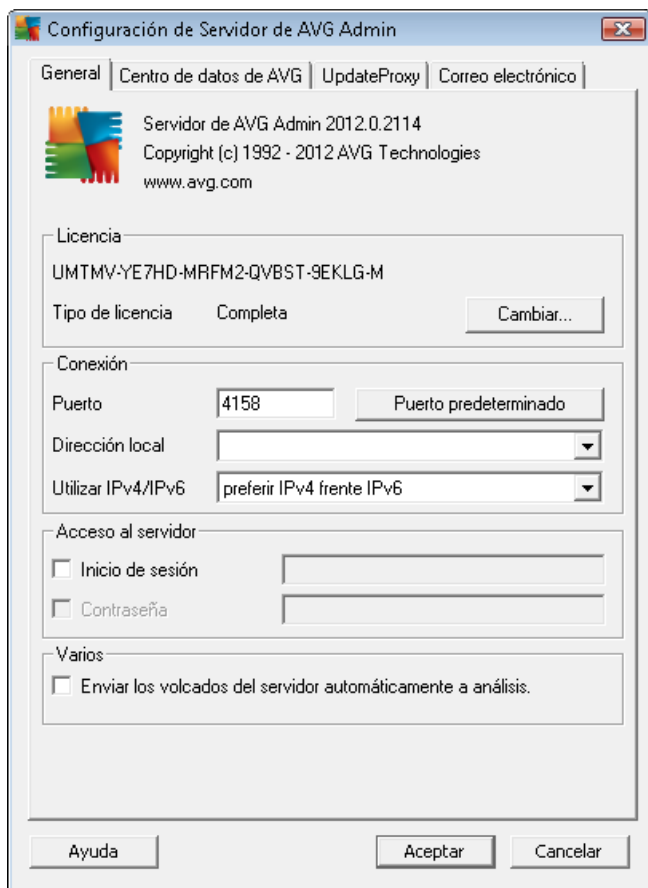 Configuración de Servidor de AVG Admin
General Centro de datos de AVG UpdateProxy Correo electrónico
Servidor de AVG Admin 2012.0.2114
Copyright (c) 1992 - 2012 AVG Technologies
www.avg.com
Licencia
UMTMV-YE7HD-MRFM2-QVBST-9EKLG-M
Tipo de licencia Completa Cambiar...
Conexión
Puerto 4158 Puerto predeterminado
Dirección local
Utilizar IPv4/IPv6 preferir IPv4 frente IPv6
Acceso al servidor
Inicio de sesión
Contraseña
Varios
Enviar los volcados del servidor automáticamente a análisis.
Ayuda Aceptar Cancelar